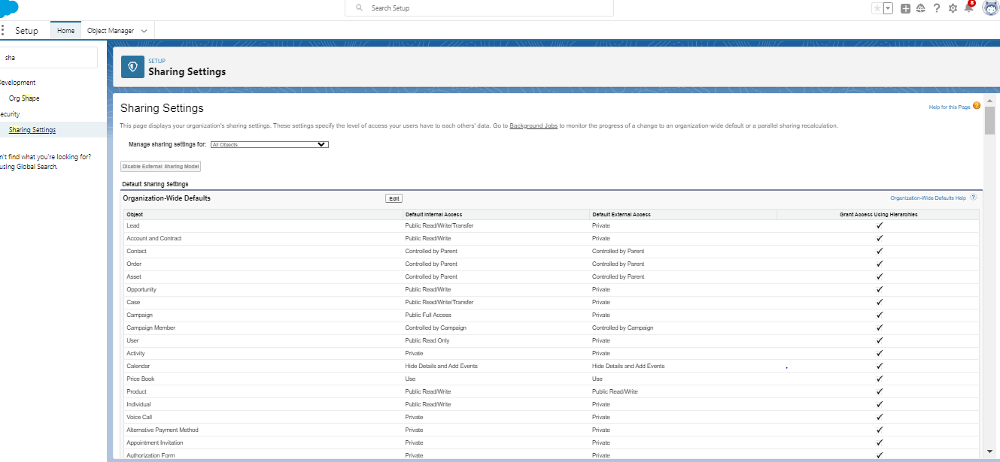 Search Setup
8
Setup Home Object Manager
sha
SETUP
Sharing Settings
Development
Org Shape
ecurity
Sharing Settings
n't find what you're looking for?
using Global Search.
Sharing Settings
Help for this Page ?
This page displays your organization's sharing settings. These settings specify the level of access your users have to each others' data. Go to Background Jobs to monitor the progress of a change to an organization-wide default or a parallel sharing recalculation.
Manage sharing settings for: All Objects
Disable External Sharing Model
Default Sharing Settings
Organization-Wide Defaults Edit Organization-Wide Defaults Help ?
Object Default Internal Access Default External Access Grant Access Using Hierarchies
Lead Public Read/Write/Transfer Private ✓
Account and Contract Public Read/Write Private ✓
Contact Controlled by Parent Controlled by Parent ✓
Order Controlled by Parent Controlled by Parent ✓
Asset Controlled by Parent Controlled by Parent ✓
Opportunity Public Read/Write Private ✓
Case Public Read/Write/Transfer Private ✓
Campaign Public Full Access Private ✓
Campaign Member Controlled by Campaign Controlled by Campaign ✓
User Public Read Only Private ✓
Activity Private Private ✓
Calendar Hide Details and Add Events Hide Details and Add Events ✓
Price Book Use Use ✓
Product Public Read/Write Public Read/Write ✓
Individual Public Read/Write Private ✓
Voice Call Private Private ✓
Alternative Payment Method Private Private ✓
Appointment Invitation Private Private ✓
Authorization Form Private Private ✓